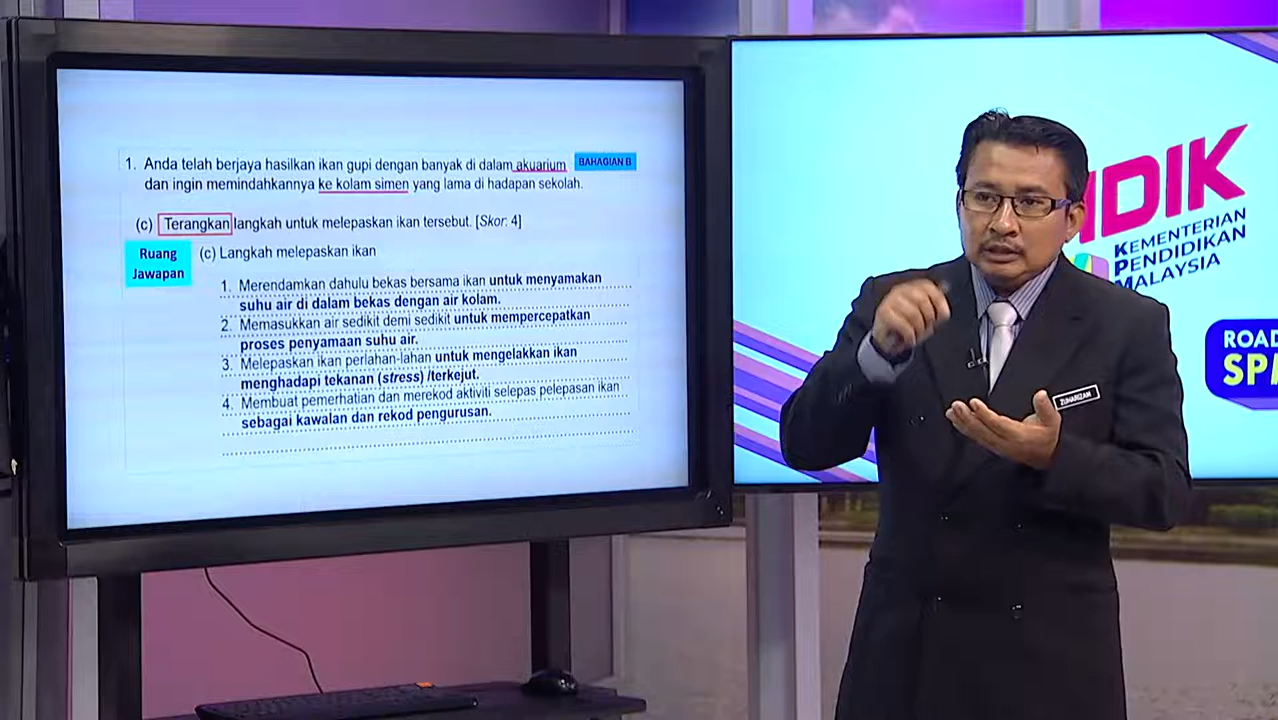 1. Anda telah berjaya hasilkan ikan gupi dengan banyak di dalam akuarium
BAHAGIAN B
dan ingin memindahkannya ke kolam simen yang lama di hadapan sekolah.
(c) Terangkan langkah untuk melepaskan ikan tersebut. [Skor: 4]
Ruang
Jawapan
(c) Langkah melepaskan ikan
1. Merendamkan dahulu bekas bersama ikan untuk menyamakan
suhu air di dalam bekas dengan air kolam.
2. Memasukkan air sedikit demi sedikit untuk mempercepatkan
proses penyamaan suhu air.
3. Melepaskan ikan perlahan-lahan untuk mengelakkan ikan
menghadapi tekanan (stress) /terkejut.
4. Membuat pemerhatian dan merekod aktiviti selepas pelepasan ikan
sebagai kawalan dan rekod pengurusan.
DIK
KEMENTERIAN
PENDIDIKAN
MALAYSIA
ROAD
SPM
ZUHARIZAM